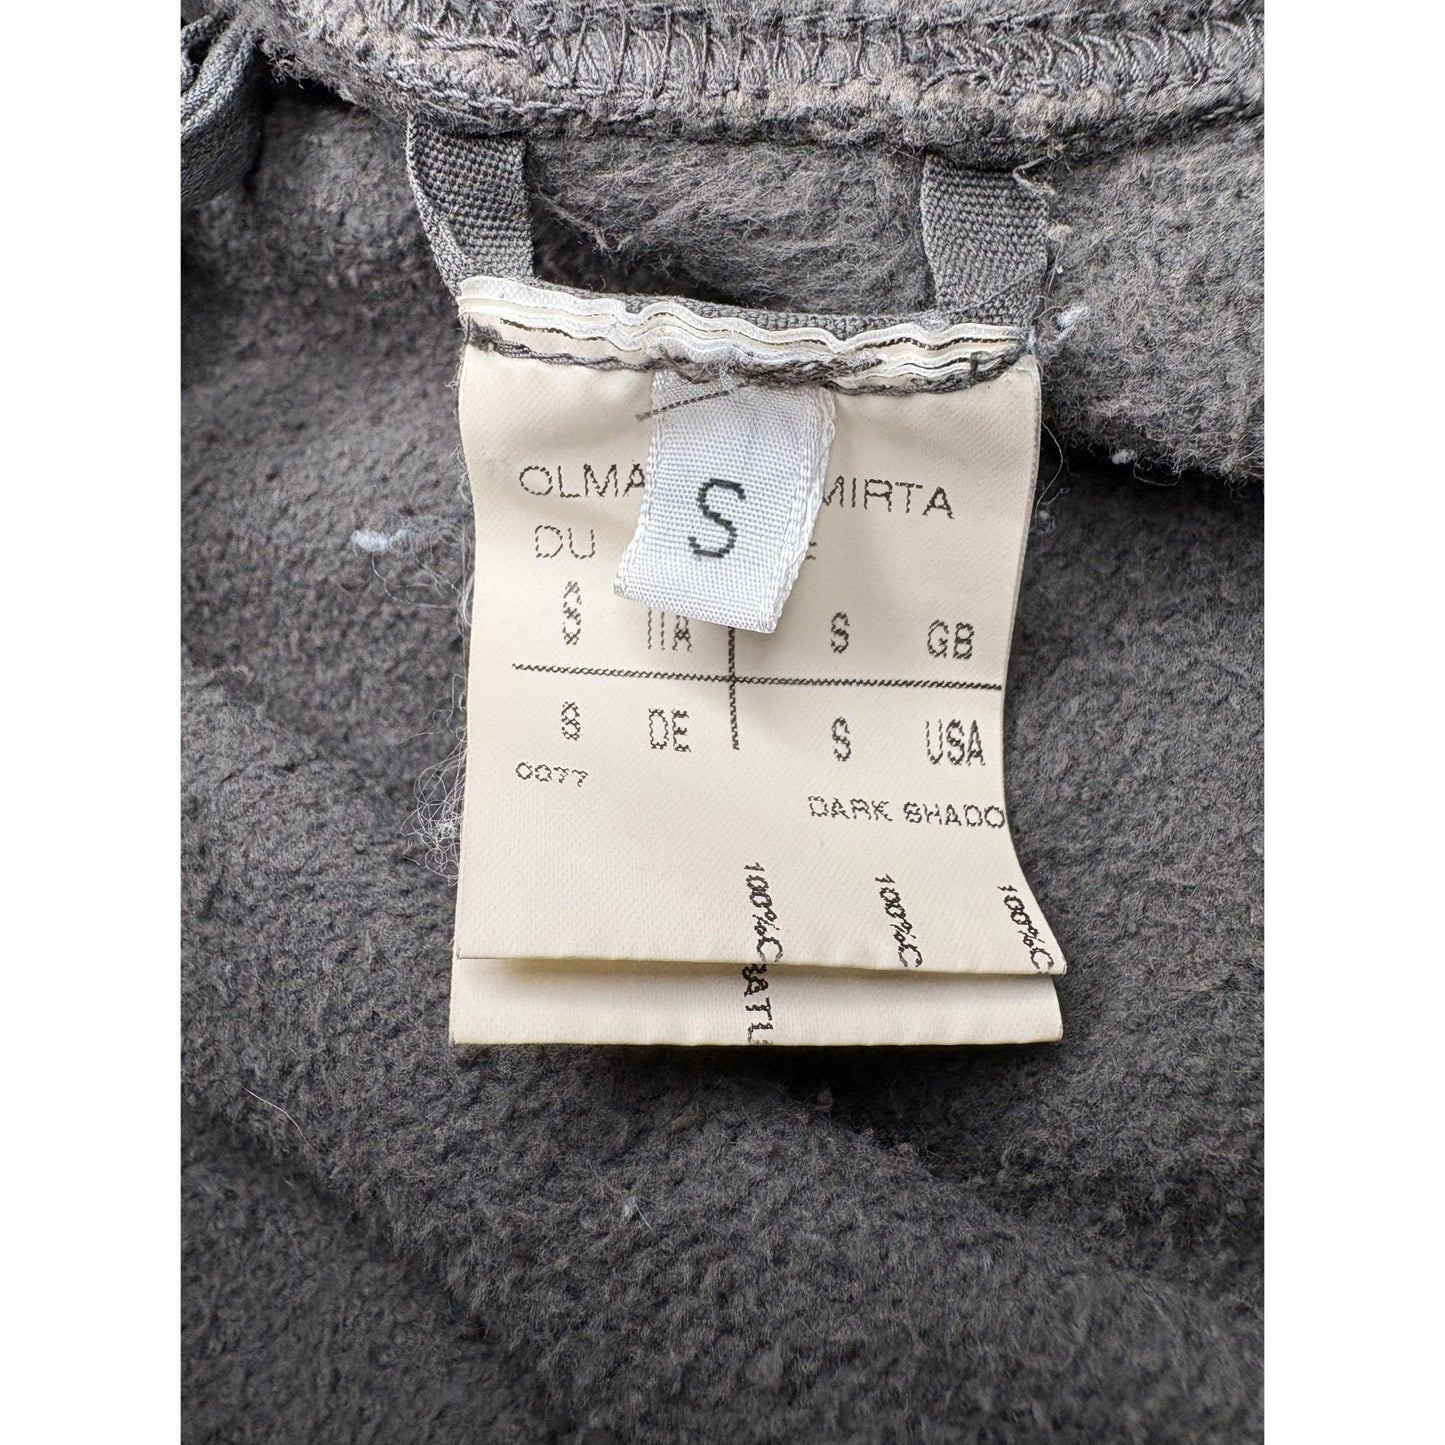 S
OLMA MIRTA
DU
S S GB
S DE S USA
0077
DARK SHADO
100%C
100%C
100%C